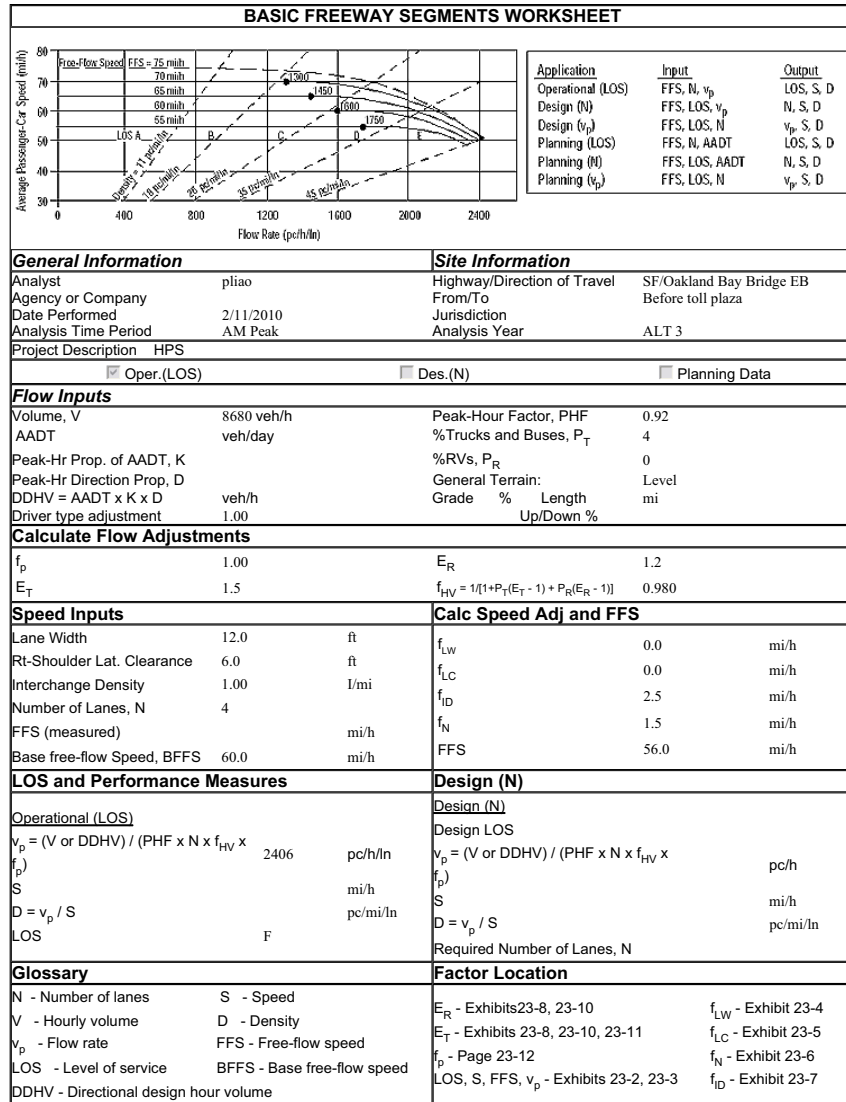 BASIC FREEWAY SEGMENTS WORKSHEET
Average Passenger-Car Speed (mi/h)
80
70
60
50
40
30
Free-Flow Speed FFS = 75 mi/h
70 mi/h
65 mi/h
60 mi/h
55 mi/h
1300
1450
1600
1750
LOS A B C D E
Density = 11 pc/mi/ln
18 pc/mi/ln
26 pc/mi/ln
35 pc/mi/ln
45 pc/mi/ln
0 400 800 1200 1600 2000 2400
Flow Rate (pc/h/ln)
Application Input Output
Operational (LOS) FFS, N, vp LOS, S, D
Design (N) FFS, LOS, vp N, S, D
Design (vp) FFS, LOS, N vp, S, D
Planning (LOS) FFS, N, AADT LOS, S, D
Planning (N) FFS, LOS, AADT N, S, D
Planning (vp) FFS, LOS, N vp, S, D
General Information Site Information
Analyst pliao Highway/Direction of Travel SF/Oakland Bay Bridge EB
Agency or Company From/To Before toll plaza
Date Performed 2/11/2010 Jurisdiction
Analysis Time Period AM Peak Analysis Year ALT 3
Project Description HPS
Oper.(LOS) Des.(N) Planning Data
Flow Inputs
Volume, V 8680 veh/h Peak-Hour Factor, PHF 0.92
AADT veh/day %Trucks and Buses, PT 4
Peak-Hr Prop. of AADT, K %RVs, PR 0
Peak-Hr Direction Prop, D General Terrain: Level
DDHV = AADT x K x D veh/h Grade % Length mi
Driver type adjustment 1.00 Up/Down %
Calculate Flow Adjustments
fp 1.00 ER 1.2
ET 1.5 fHV = 1/[1+PT(ET - 1) + PR(ER - 1)] 0.980
Speed Inputs Calc Speed Adj and FFS
Lane Width 12.0 ft
Rt-Shoulder Lat. Clearance 6.0 ft
Interchange Density 1.00 I/mi
Number of Lanes, N 4
FFS (measured) mi/h
Base free-flow Speed, BFFS 60.0 mi/h
fLW 0.0 mi/h
fLC 0.0 mi/h
fID 2.5 mi/h
fN 1.5 mi/h
FFS 56.0 mi/h
LOS and Performance Measures Design (N)
Operational (LOS)
vp = (V or DDHV) / (PHF x N x fHV x
fp) 2406 pc/h/ln
S mi/h
D = vp / S pc/mi/ln
LOS F
Design (N)
Design LOS
vp = (V or DDHV) / (PHF x N x fHV x
fp) pc/h
S mi/h
D = vp / S pc/mi/ln
Required Number of Lanes, N
Glossary Factor Location
N - Number of lanes S - Speed
V - Hourly volume D - Density
vp - Flow rate FFS - Free-flow speed
LOS - Level of service BFFS - Base free-flow speed
DDHV - Directional design hour volume
ER - Exhibits23-8, 23-10 fLW - Exhibit 23-4
ET - Exhibits 23-8, 23-10, 23-11 fLC - Exhibit 23-5
fp - Page 23-12 fN - Exhibit 23-6
LOS, S, FFS, vp - Exhibits 23-2, 23-3 fID - Exhibit 23-7